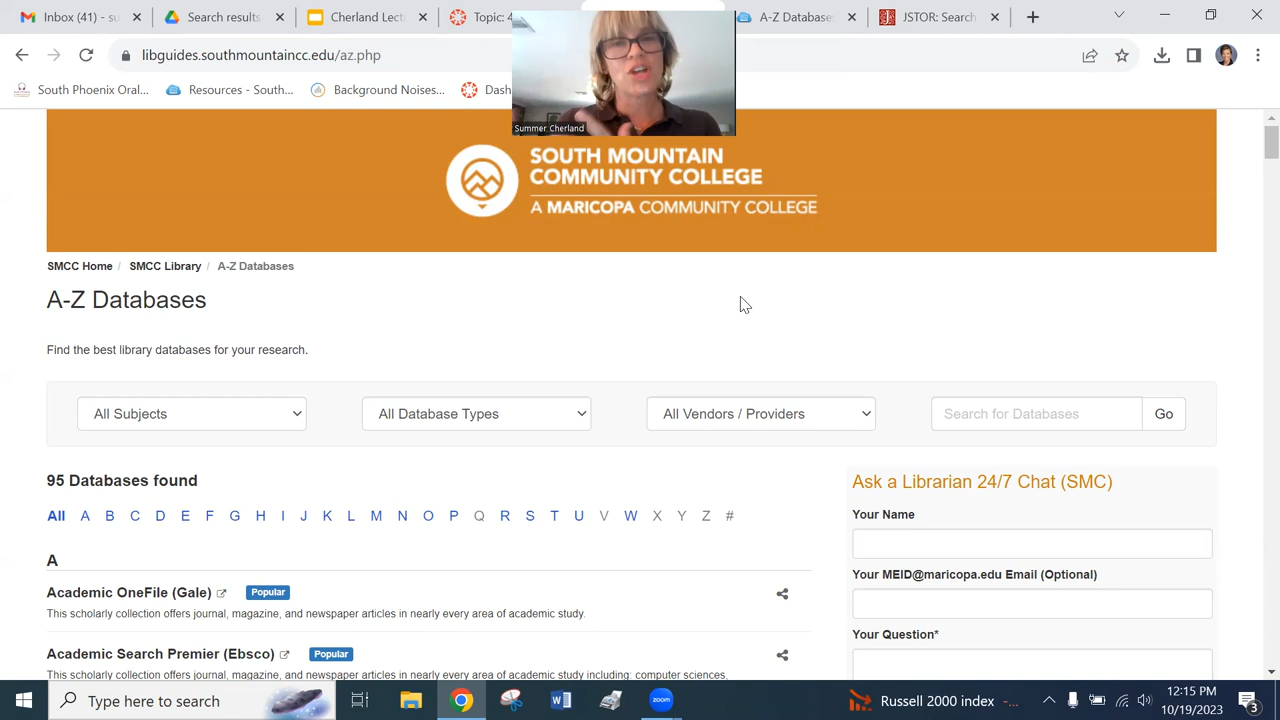 Inbox (41) - su
Search results
Cherland Lect
Topic: 4
A-Z Databases
JSTOR: Search
libguides.southmountaincc.edu/az.php
South Phoenix Oral...
Resources - South...
Background Noises...
Dash
Summer Cherland
SOUTH MOUNTAIN
COMMUNITY COLLEGE
A MARICOPA COMMUNITY COLLEGE
SMCC Home / SMCC Library / A-Z Databases
A-Z Databases
Find the best library databases for your research.
All Subjects
All Database Types
All Vendors / Providers
Search for Databases
Go
95 Databases found
All A B C D E F G H I J K L M N O P Q R S T U V W X Y Z #
A
Academic OneFile (Gale) Popular
This scholarly collection offers journal, magazine, and newspaper articles in nearly every area of academic study.
Academic Search Premier (Ebsco) Popular
This scholarly collection offers journal, magazine, and newspaper articles in nearly every area of academic study including: computer sciences,
Ask a Librarian 24/7 Chat (SMC)
Your Name
Your MEID@maricopa.edu Email (Optional)
Your Question*
Type here to search
zoom
Russell 2000 index -...
12:15 PM
10/19/2023
3